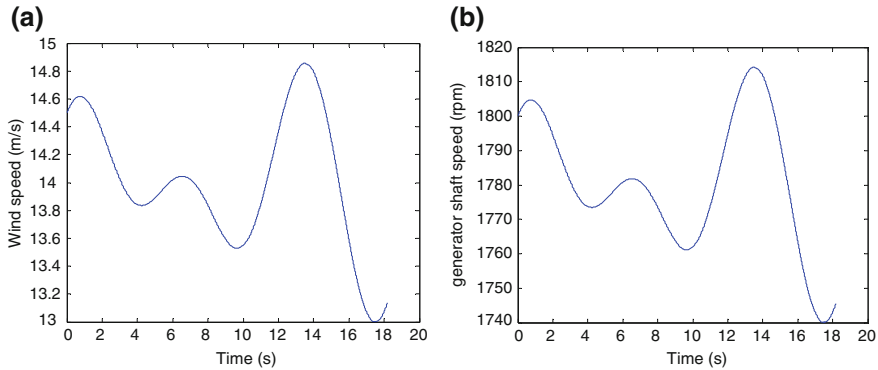 (a)
Wind speed (m/s)
15
14.8
14.6
14.4
14.2
14
13.8
13.6
13.4
13.2
13
0 2 4 6 8 10 12 14 16 18 20
Time (s)
(b)
generator shaft speed (rpm)
1820
1810
1800
1790
1780
1770
1760
1750
1740
0 2 4 6 8 10 12 14 16 18 20
Time (s)